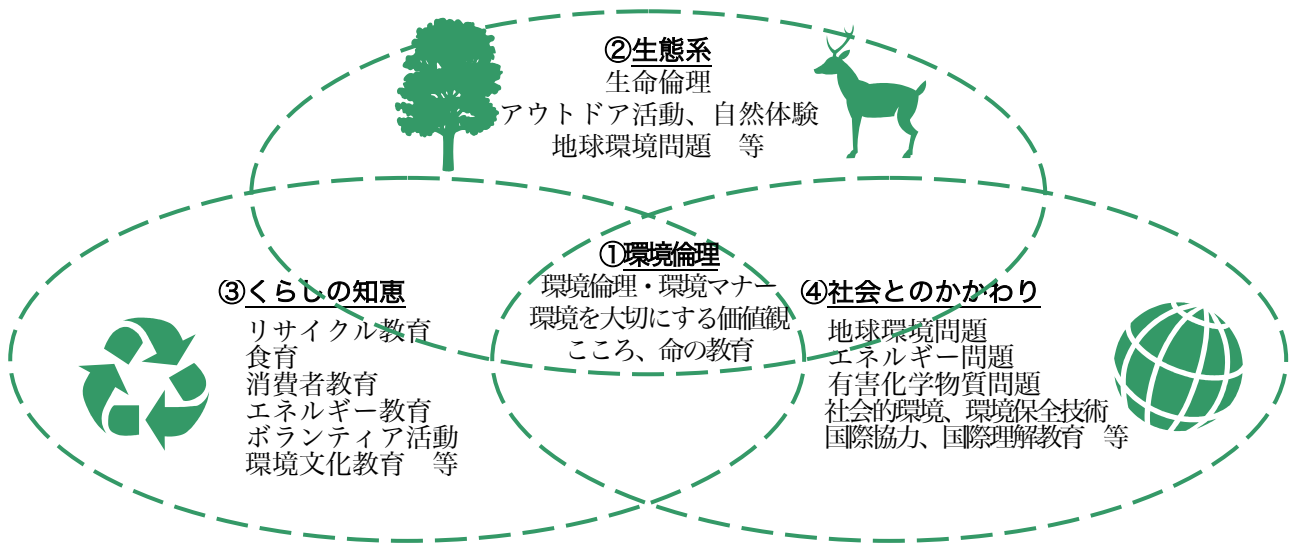 ②生態系
生命倫理
アウトドア活動、自然体験
地球環境問題　等
①環境倫理
環境倫理・環境マナー
環境を大切にする価値観
こころ、命の教育
③くらしの知恵
リサイクル教育
食育
消費者教育
エネルギー教育
ボランティア活動
環境文化教育　等
④社会とのかかわり
地球環境問題
エネルギー問題
有害化学物質問題
社会的環境、環境保全技術
国際協力、国際理解教育　等